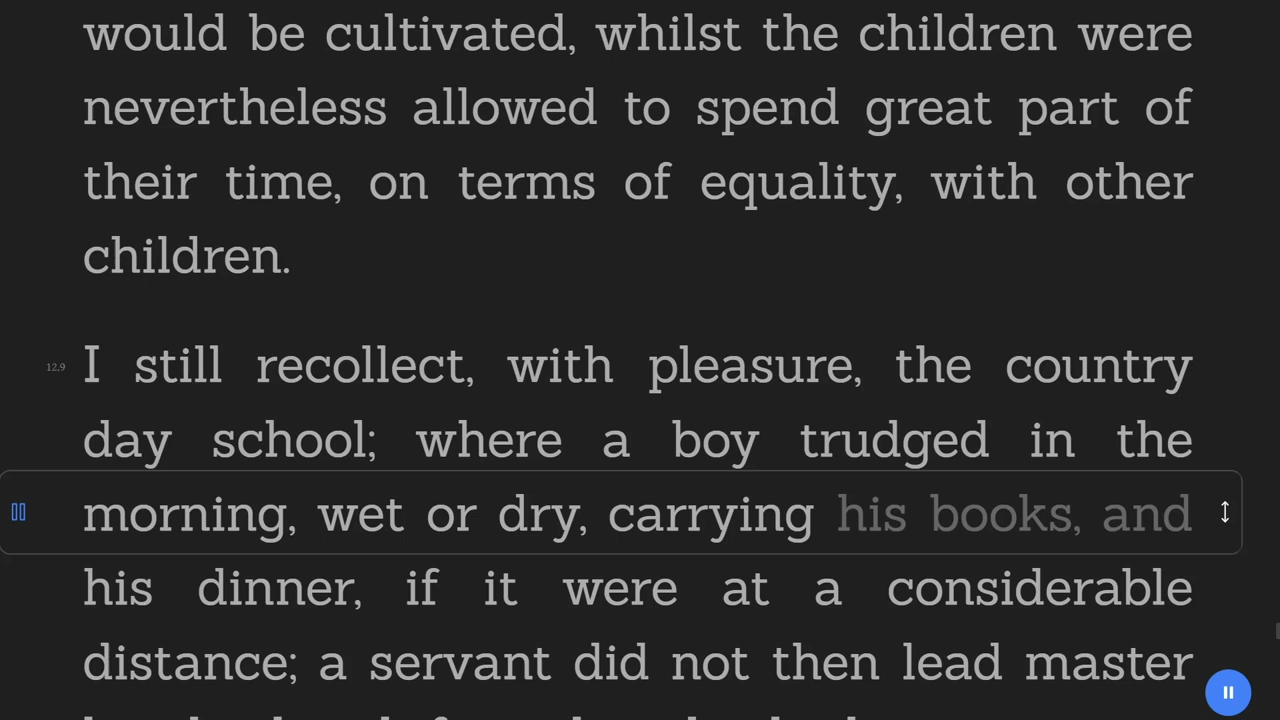 would be cultivated, whilst the children were
nevertheless allowed to spend great part of
their time, on terms of equality, with other
children.
12,9
I still recollect, with pleasure, the country
day school; where a boy trudged in the
morning, wet or dry, carrying his books, and
his dinner, if it were at a considerable
distance; a servant did not then lead master